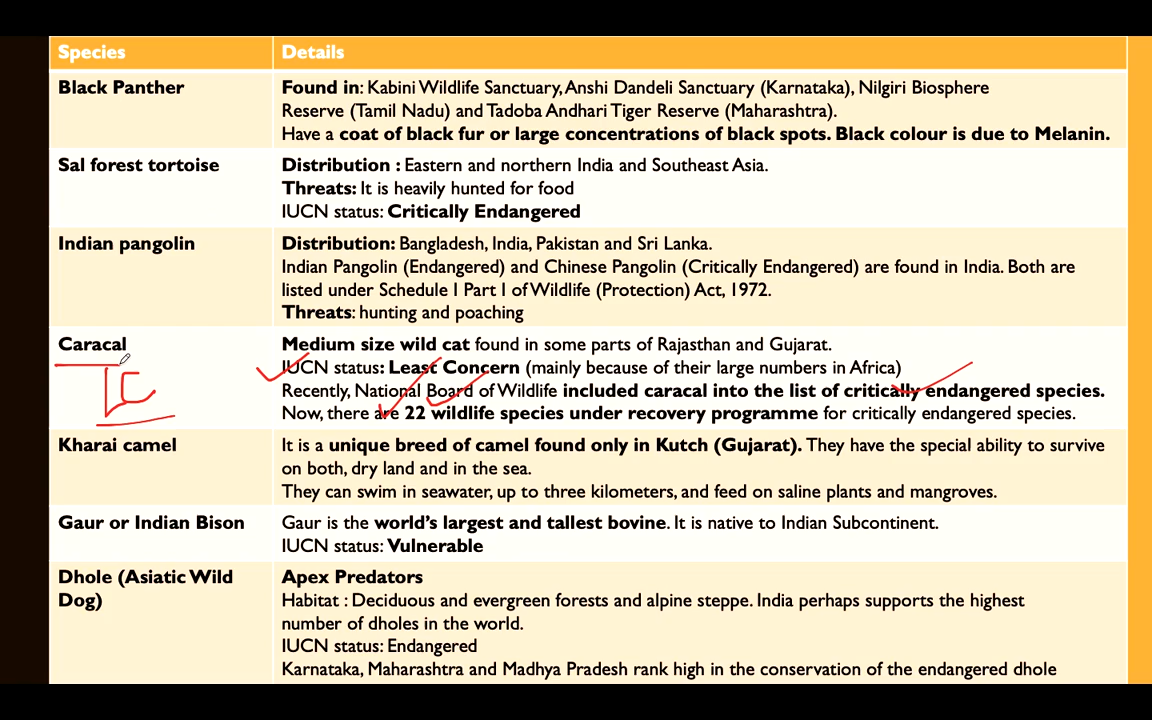 Species Details
Black Panther
Found in: Kabini Wildlife Sanctuary, Anshi Dandeli Sanctuary (Karnataka), Nilgiri Biosphere
Reserve (Tamil Nadu) and Tadoba Andhari Tiger Reserve (Maharashtra).
Have a coat of black fur or large concentrations of black spots. Black colour is due to Melanin.
Sal forest tortoise
Distribution : Eastern and northern India and Southeast Asia.
Threats: It is heavily hunted for food
IUCN status: Critically Endangered
Indian pangolin
Distribution: Bangladesh, India, Pakistan and Sri Lanka.
Indian Pangolin (Endangered) and Chinese Pangolin (Critically Endangered) are found in India. Both are
listed under Schedule I Part I of Wildlife (Protection) Act, 1972.
Threats: hunting and poaching
Caracal
LC
Medium size wild cat found in some parts of Rajasthan and Gujarat.
IUCN status: Least Concern (mainly because of their large numbers in Africa)
Recently, National Board of Wildlife included caracal into the list of critically endangered species.
Now, there are 22 wildlife species under recovery programme for critically endangered species.
Kharai camel
It is a unique breed of camel found only in Kutch (Gujarat). They have the special ability to survive
on both, dry land and in the sea.
They can swim in seawater, up to three kilometers, and feed on saline plants and mangroves.
Gaur or Indian Bison
Gaur is the world's largest and tallest bovine. It is native to Indian Subcontinent.
IUCN status: Vulnerable
Dhole (Asiatic Wild
Dog)
Apex Predators
Habitat : Deciduous and evergreen forests and alpine steppe. India perhaps supports the highest
number of dholes in the world.
IUCN status: Endangered
Karnataka, Maharashtra and Madhya Pradesh rank high in the conservation of the endangered dhole